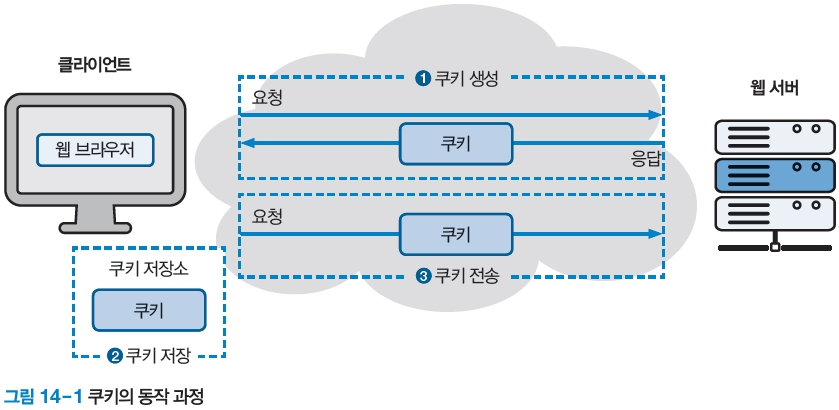 클라이언트
웹 브라우저
❶ 쿠키 생성
요청
쿠키
응답
웹 서버
요청
쿠키
❸ 쿠키 전송
쿠키 저장소
쿠키
❷ 쿠키 저장
그림 14-1 쿠키의 동작 과정